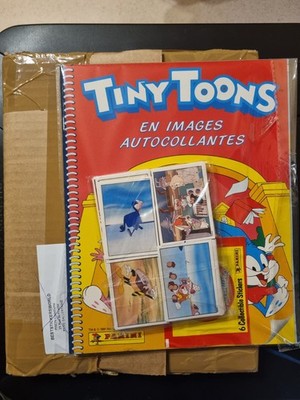 TINY TOONS
EN IMAGES
AUTOCOLLANTES
PANINI
6 Collectible Stickers
PANINI